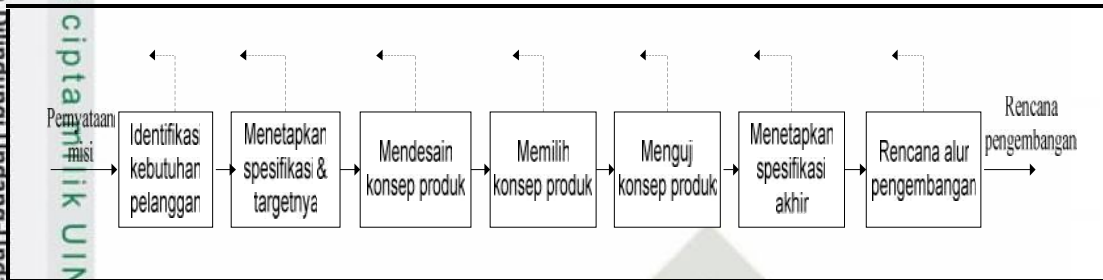 cipta milik UIN
Pernyataan
misi
Identifikasi
kebutuhan
pelanggan
Menetapkan
spesifikasi &
targetnya
Mendesain
konsep produk
Memilih
konsep produk
Menguj
konsep produk
Menetapkan
spesifikasi
akhir
Rencana alur
pengembangan
Rencana
pengembangan